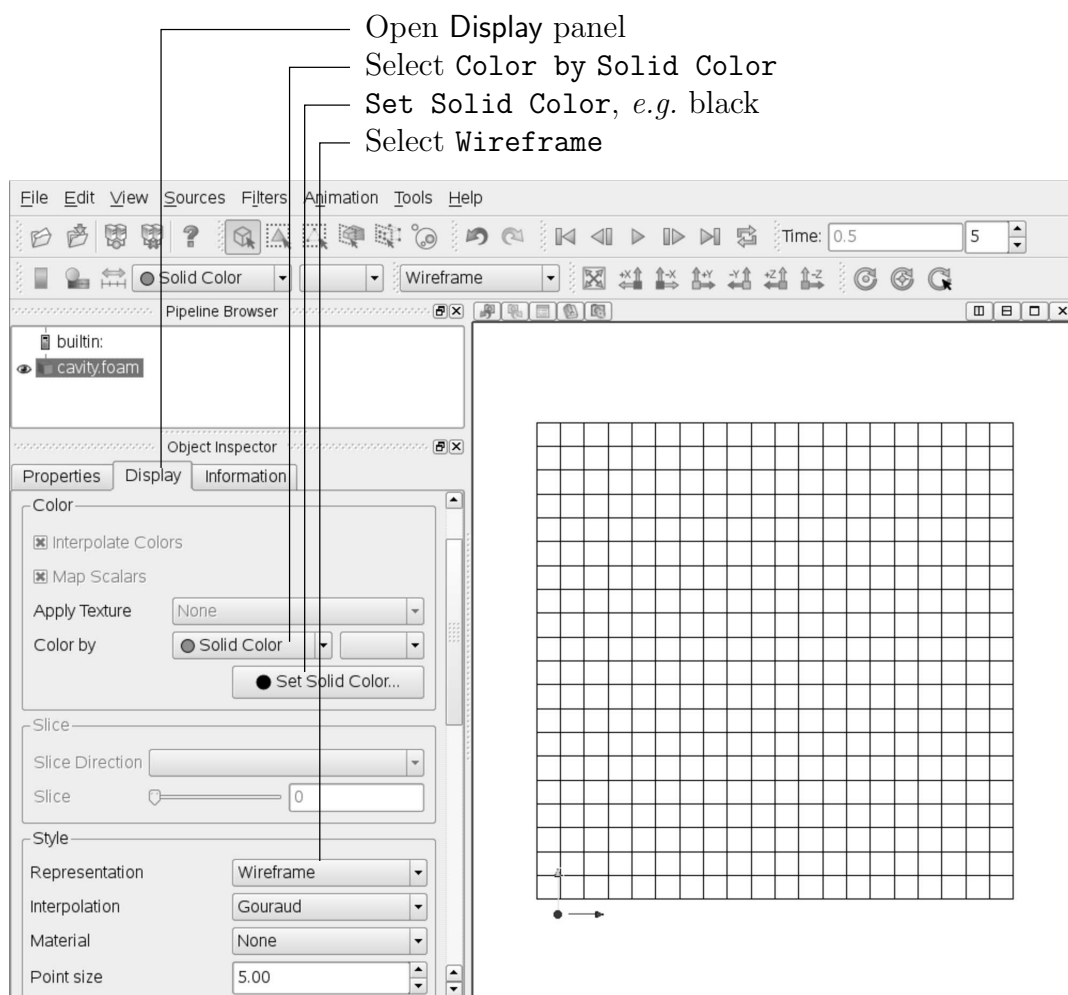 Open Display panel
Select Color by Solid Color
Set Solid Color, e.g. black
Select Wireframe
File Edit View Sources Filters Animation Tools Help
? Time: 0.5 5
Solid Color Wireframe +X -X +Y -Y +Z -Z
Pipeline Browser
builtin:
cavity.foam
Object Inspector
Properties Display Information
Color
Interpolate Colors
Map Scalars
Apply Texture None
Color by Solid Color
Set Solid Color...
Slice
Slice Direction
Slice 0
Style
Representation Wireframe
Interpolation Gouraud
Material None
Point size 5.00